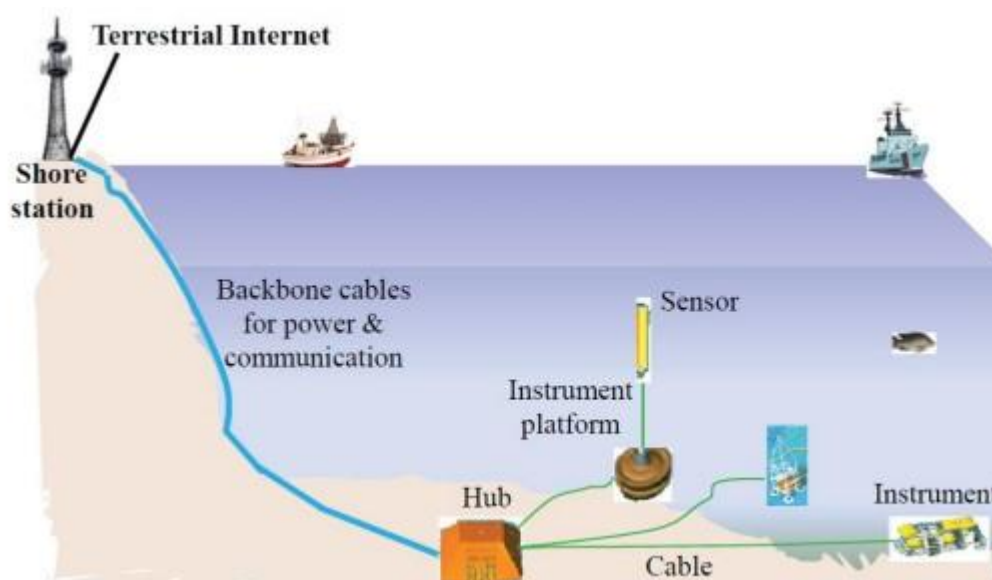 Terrestrial Internet
Shore
station
Backbone cables
for power &
communication
Sensor
Instrument
platform
Hub
Instrument
Cable